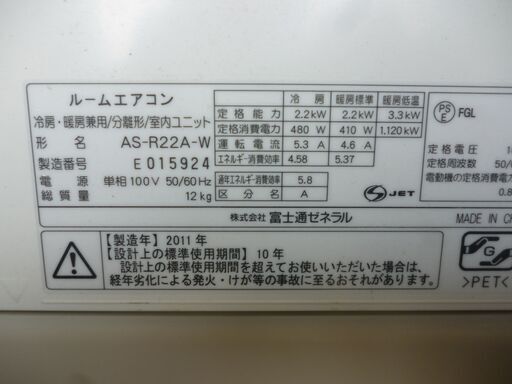 ルームエアコン
冷房・暖房兼用/分離形/室内ユニット
形名 AS-R22A-W
製造番号 E 015924
電源 単相100V 50/60Hz
総質量 12kg
冷房 暖房標準 暖房低温
定格能力 2.2kW 2.2kW 3.3kW
定格消費電力 480W 410W 1,120kW
運転電流 5.3A 4.6A
エネルギー消費効率 4.58 5.37
通年エネルギー消費効率 5.8
区分名 A
JET
PSE FGL
定格電圧
定格周波数 50/
電動機の定格消費電力
0.8
株式会社 富士通ゼネラル
MADE IN C
【製造年】2011年
【設計上の標準使用期間】10年
設計上の標準使用期間を超えてお使いいただいた場合は、
経年劣化による発火・けが等の事故に至るおそれがあります。
G
>PET<